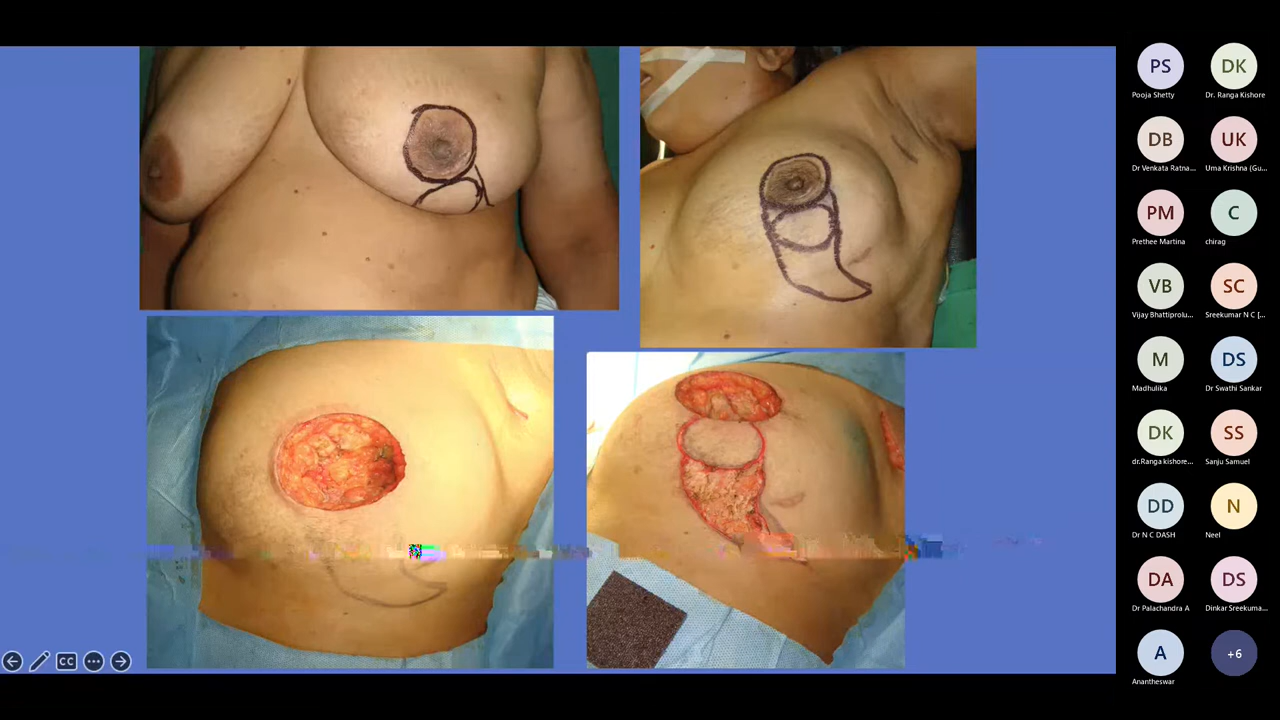 PS
DK
Pooja Shetty
Dr. Ranga Kishore
DB
UK
Dr Venkata Ratna...
Uma Krishna (Gu...
PM
C
Prethee Martina
chirag
VB
SC
Vijay Bhattiprolu...
Sreekumar N C [...
M
DS
Madhulika
Dr Swathi Sankar
DK
SS
dr.Ranga kishore...
Sanju Samuel
DD
N
Dr N C DASH
Neel
DA
DS
Dr Palachandra A
Dinkar Sreekuma...
A
+6
Anantheswar
CC